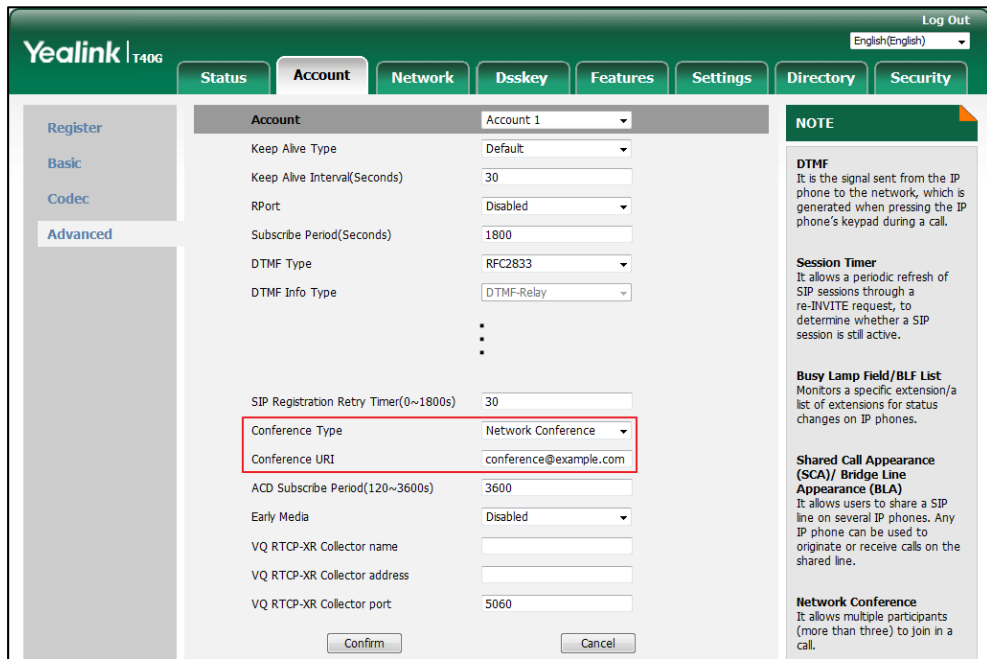 Log Out
Yealink T40G
English(English)
Status Account Network Dsskey Features Settings Directory Security
Register
Basic
Codec
Advanced
Account Account 1
Keep Alive Type Default
Keep Alive Interval(Seconds) 30
RPort Disabled
Subscribe Period(Seconds) 1800
DTMF Type RFC2833
DTMF Info Type DTMF-Relay
SIP Registration Retry Timer(0~1800s) 30
Conference Type Network Conference
Conference URI conference@example.com
ACD Subscribe Period(120~3600s) 3600
Early Media Disabled
VQ RTCP-XR Collector name
VQ RTCP-XR Collector address
VQ RTCP-XR Collector port 5060
Confirm Cancel
NOTE
DTMF
It is the signal sent from the IP
phone to the network, which is
generated when pressing the IP
phone's keypad during a call.
Session Timer
It allows a periodic refresh of
SIP sessions through a
re-INVITE request, to
determine whether a SIP
session is still active.
Busy Lamp Field/BLF List
Monitors a specific extension/a
list of extensions for status
changes on IP phones.
Shared Call Appearance
(SCA)/ Bridge Line
Appearance (BLA)
It allows users to share a SIP
line on several IP phones. Any
IP phone can be used to
originate or receive calls on the
shared line.
Network Conference
It allows multiple participants
(more than three) to join in a
call.